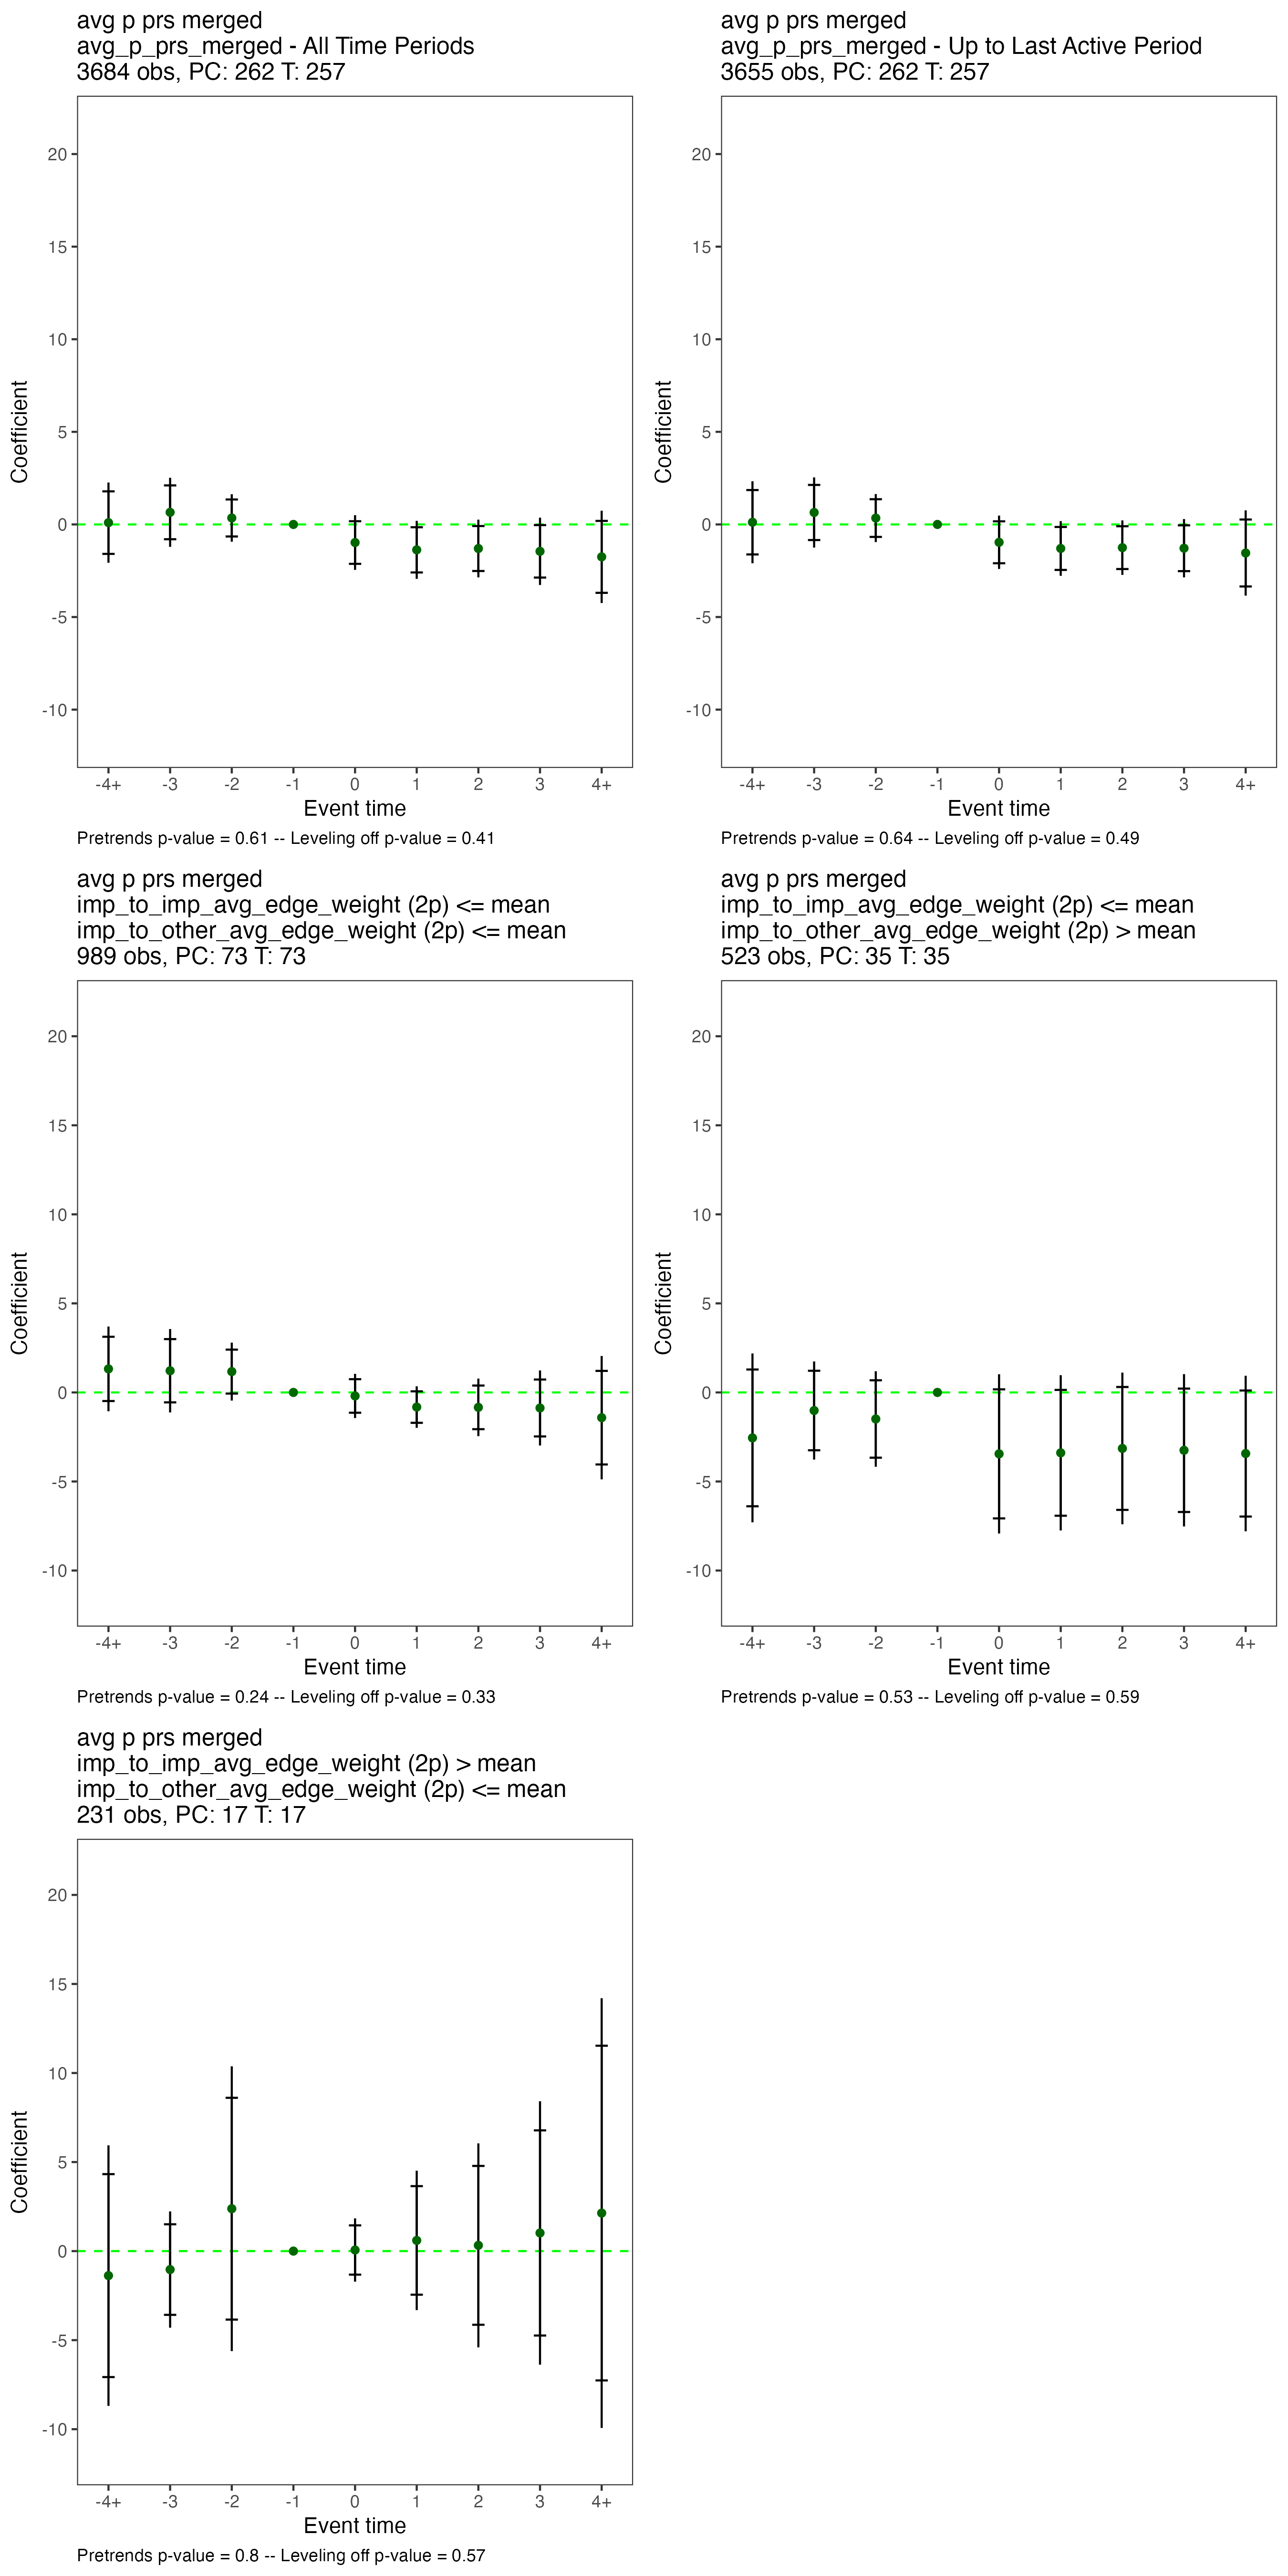 avg p prs merged
avg_p_prs_merged - All Time Periods
3684 obs, PC: 262 T: 257
20
15
10
5
0
-5
-10
Coefficient
-4+ -3 -2 -1 0 1 2 3 4+
Event time
Pretrends p-value = 0.61 -- Leveling off p-value = 0.41
avg p prs merged
avg_p_prs_merged - Up to Last Active Period
3655 obs, PC: 262 T: 257
20
15
10
5
0
-5
-10
Coefficient
-4+ -3 -2 -1 0 1 2 3 4+
Event time
Pretrends p-value = 0.64 -- Leveling off p-value = 0.49
avg p prs merged
imp_to_imp_avg_edge_weight (2p) <= mean
imp_to_other_avg_edge_weight (2p) <= mean
989 obs, PC: 73 T: 73
20
15
10
5
0
-5
-10
Coefficient
-4+ -3 -2 -1 0 1 2 3 4+
Event time
Pretrends p-value = 0.24 -- Leveling off p-value = 0.33
avg p prs merged
imp_to_imp_avg_edge_weight (2p) <= mean
imp_to_other_avg_edge_weight (2p) > mean
523 obs, PC: 35 T: 35
20
15
10
5
0
-5
-10
Coefficient
-4+ -3 -2 -1 0 1 2 3 4+
Event time
Pretrends p-value = 0.53 -- Leveling off p-value = 0.59
avg p prs merged
imp_to_imp_avg_edge_weight (2p) > mean
imp_to_other_avg_edge_weight (2p) <= mean
231 obs, PC: 17 T: 17
20
15
10
5
0
-5
-10
Coefficient
-4+ -3 -2 -1 0 1 2 3 4+
Event time
Pretrends p-value = 0.8 -- Leveling off p-value = 0.57